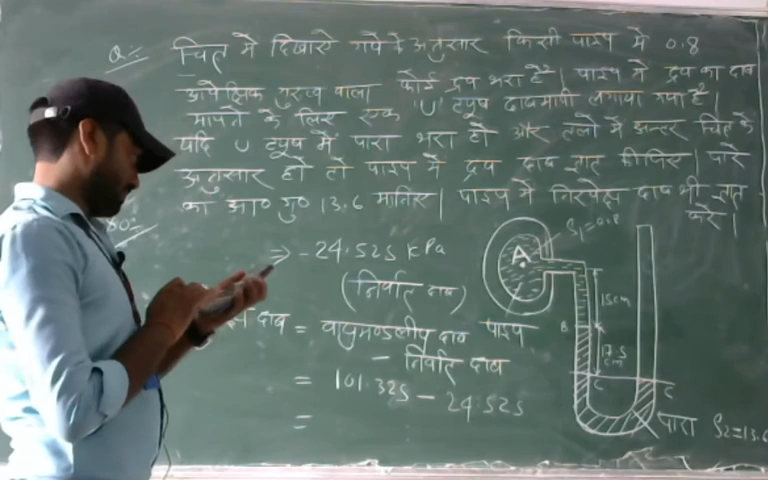 Q:- चित्र में दिखाये गये के अनुसार किसी पाइप में 0.8
आपेक्षिक गुरुत्व वाला कोई द्रव भरा है। पाइप में द्रव का दाब
मापने के लिए एक 'U' ट्यूब दाबमापी लगाया गया है।
यदि U ट्यूब में पारा भरा हो और तलो में अन्तर चित्र के
अनुसार हो तो पाइप में द्रव दाब ज्ञात कीजिए। पारे
का आ० गु० 13.6 मानिए। पाइप में निरपेक्ष दाब भी ज्ञात
करे।
⇒ -24.525 kPa
(निर्वात दाब)
दाब = वायुमण्डलीय दाब
- निर्वात दाब
= 101.325 - 24.525
=
पाइप
S1=0.8
A
15cm
B
17.5
cm
C C
पारा S2=13.6